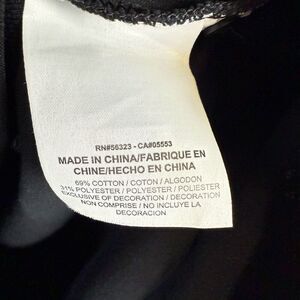 RN#56323 - CA#05553
MADE IN CHINA/FABRIQUE EN
CHINE/HECHO EN CHINA
69% COTTON / COTON / ALGODON
31% POLYESTER / POLYESTER / POLIESTER
EXCLUSIVE OF DECORATION / DECORATION
NON COMPRISE / NO INCLUYE LA
DECORACION